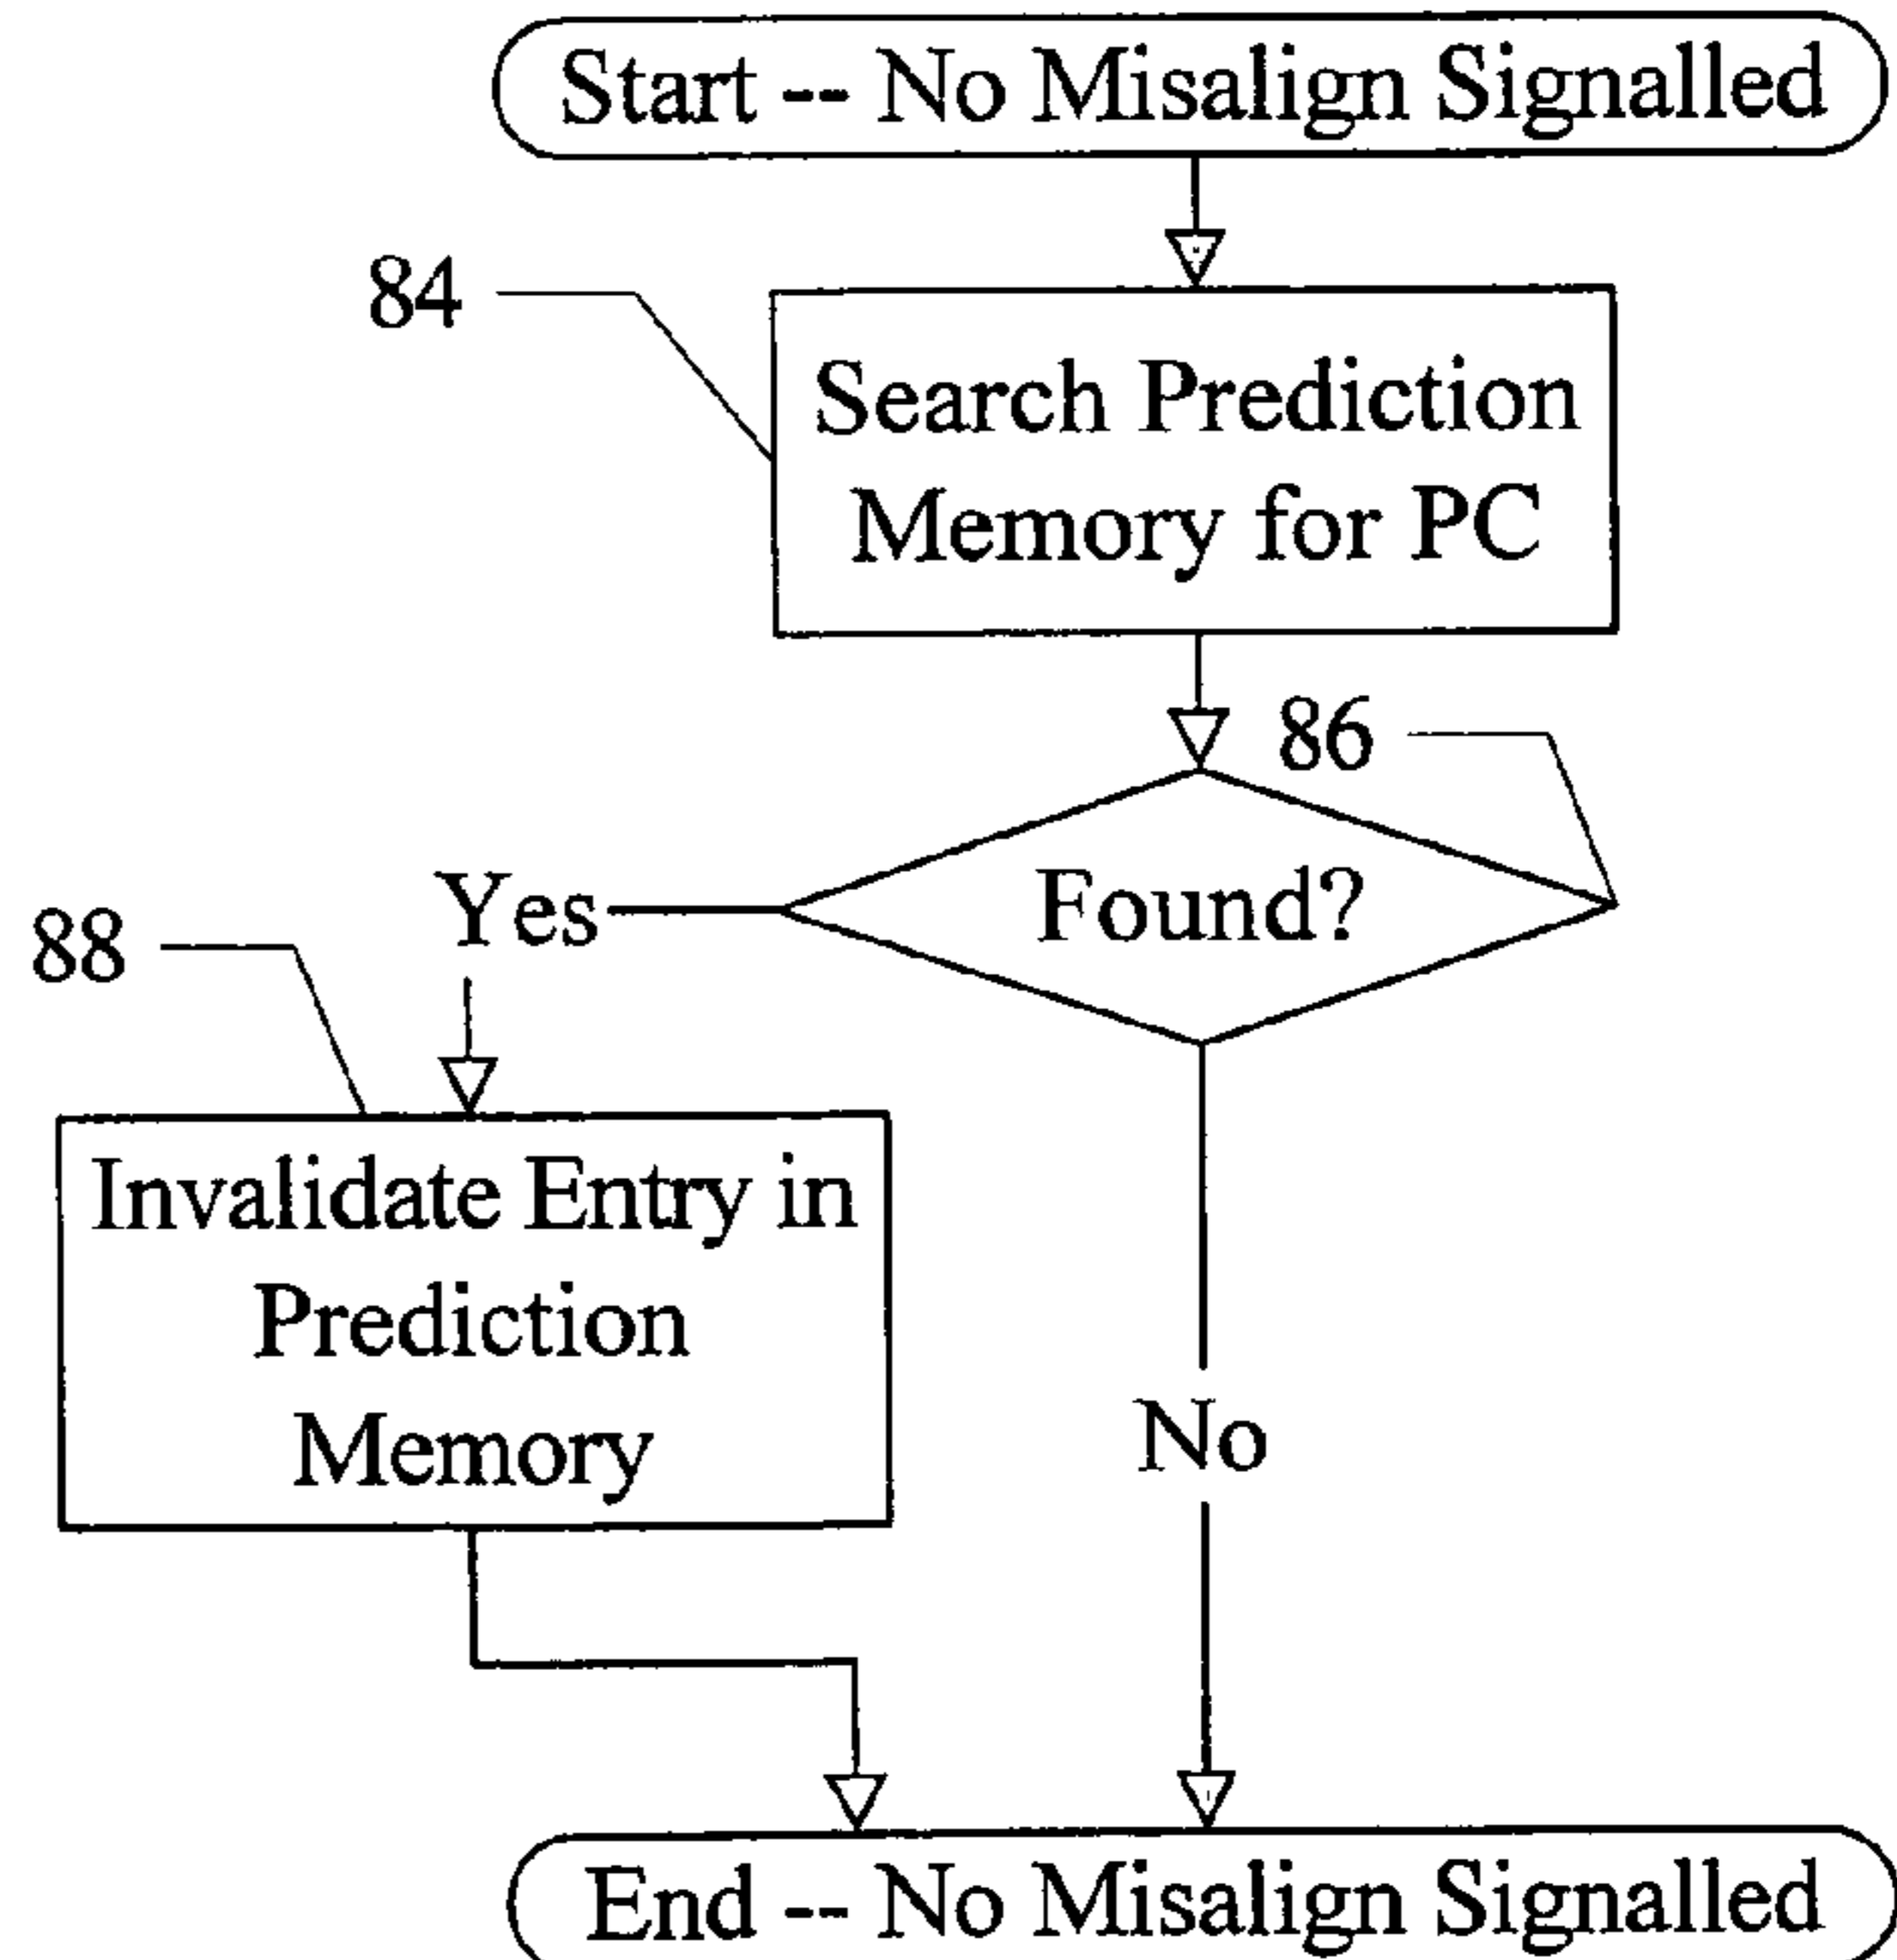 Start -- No Misalign Signalled
84
Search Prediction
Memory for PC
86
Found?
Yes
88
Invalidate Entry in
Prediction
Memory
No
End -- No Misalign Signalled